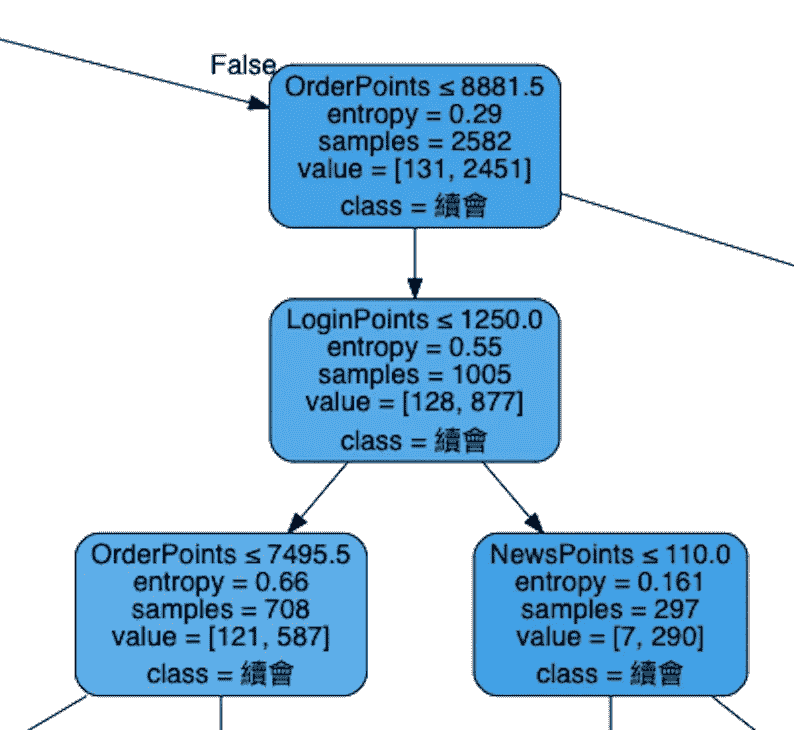 False
OrderPoints ≤ 8881.5
entropy = 0.29
samples = 2582
value = [131, 2451]
class = 續會
LoginPoints ≤ 1250.0
entropy = 0.55
samples = 1005
value = [128, 877]
class = 續會
OrderPoints ≤ 7495.5
entropy = 0.66
samples = 708
value = [121, 587]
class = 續會
NewsPoints ≤ 110.0
entropy = 0.161
samples = 297
value = [7, 290]
class = 續會